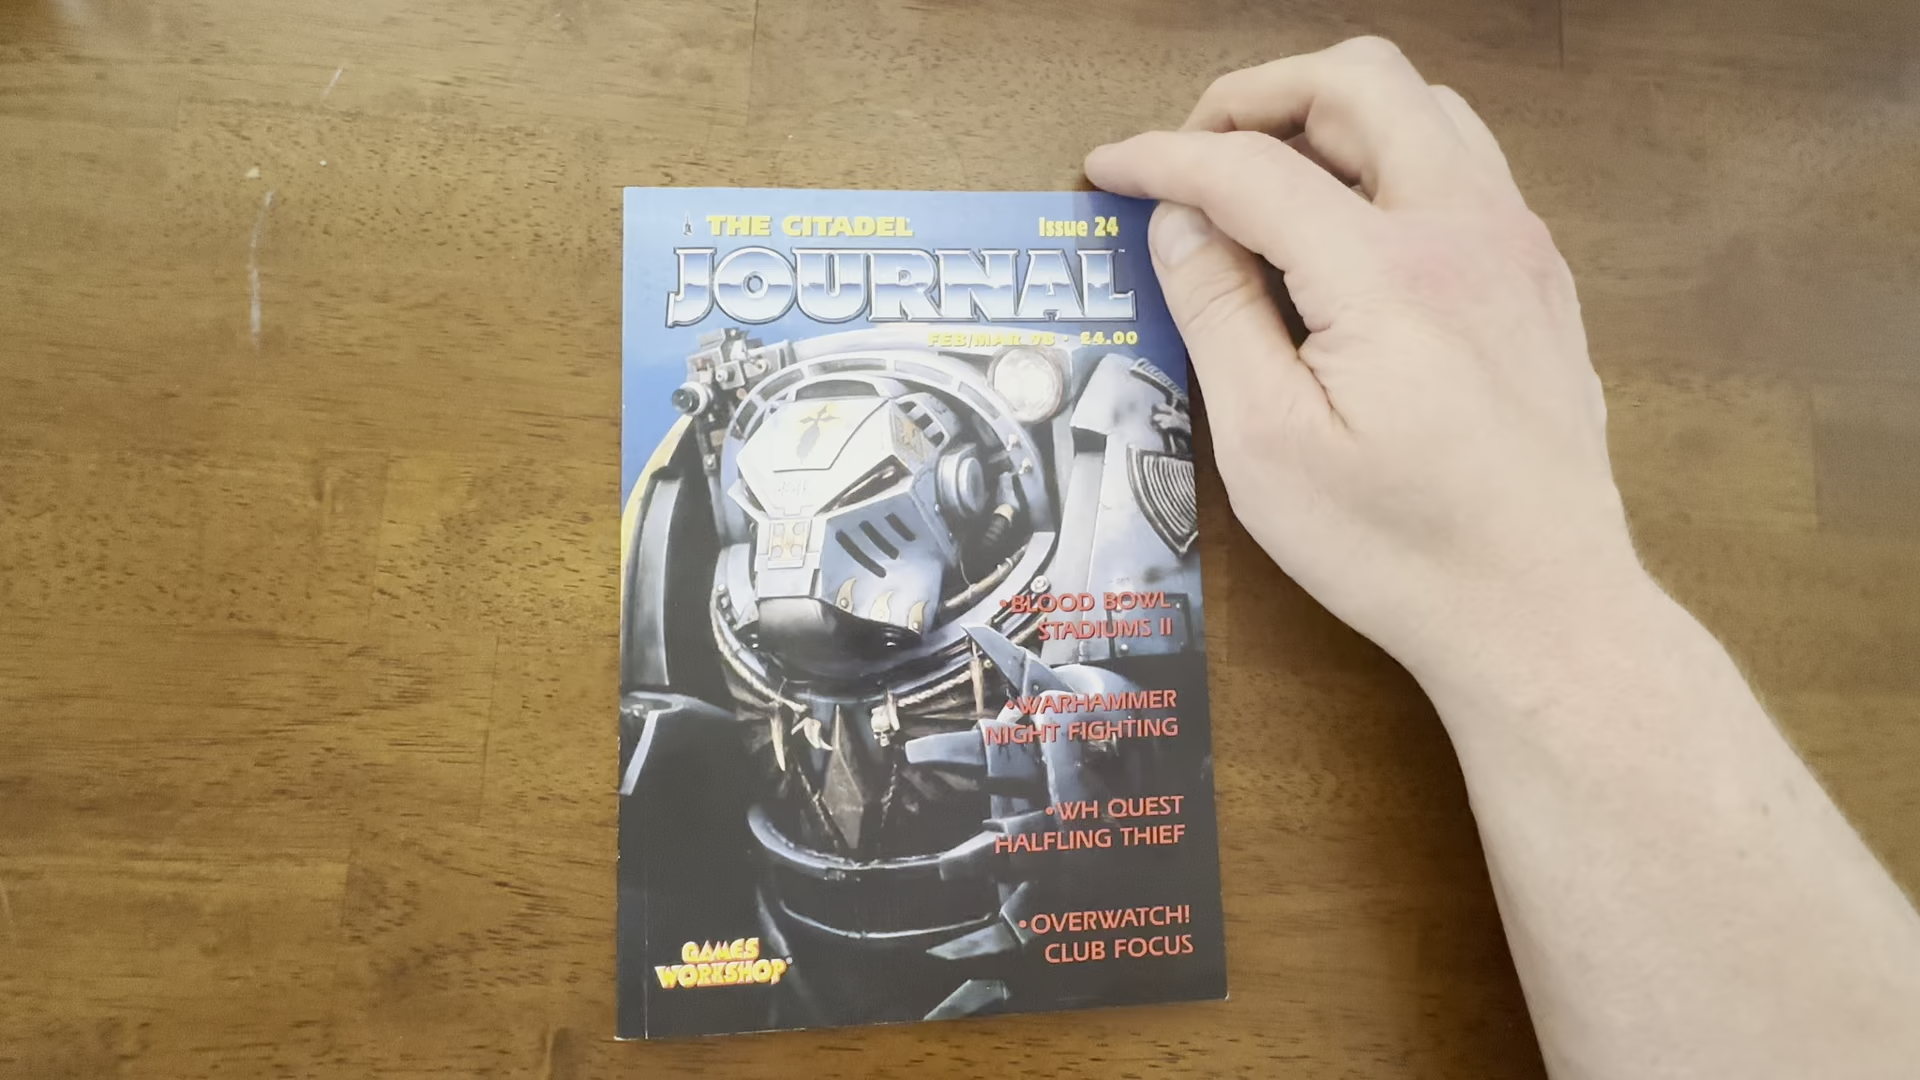 THE CITADEL
Issue 24
JOURNAL™
FEB/MAR 98 · £4.00
•BLOOD BOWL
STADIUMS II
•WARHAMMER
NIGHT FIGHTING
•WH QUEST
HALFLING THIEF
•OVERWATCH!
CLUB FOCUS
GAMES
WORKSHOP®